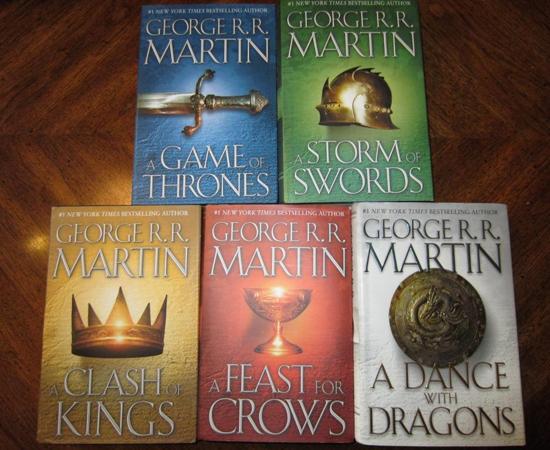 #1 NEW YORK TIMES BESTSELLING AUTHOR
GEORGE R.R.
MARTIN
A GAME OF
THRONES
#1 NEW YORK TIMES BESTSELLING AUTHOR
GEORGE R.R.
MARTIN
A STORM OF
SWORDS
#1 NEW YORK TIMES BESTSELLING AUTHOR
GEORGE R.R.
MARTIN
A CLASH OF
KINGS
#1 NEW YORK TIMES BESTSELLING AUTHOR
GEORGE R.R.
MARTIN
A FEAST FOR
CROWS
#1 NEW YORK TIMES BESTSELLING AUTHOR
GEORGE R.R.
MARTIN
A DANCE
WITH
DRAGONS